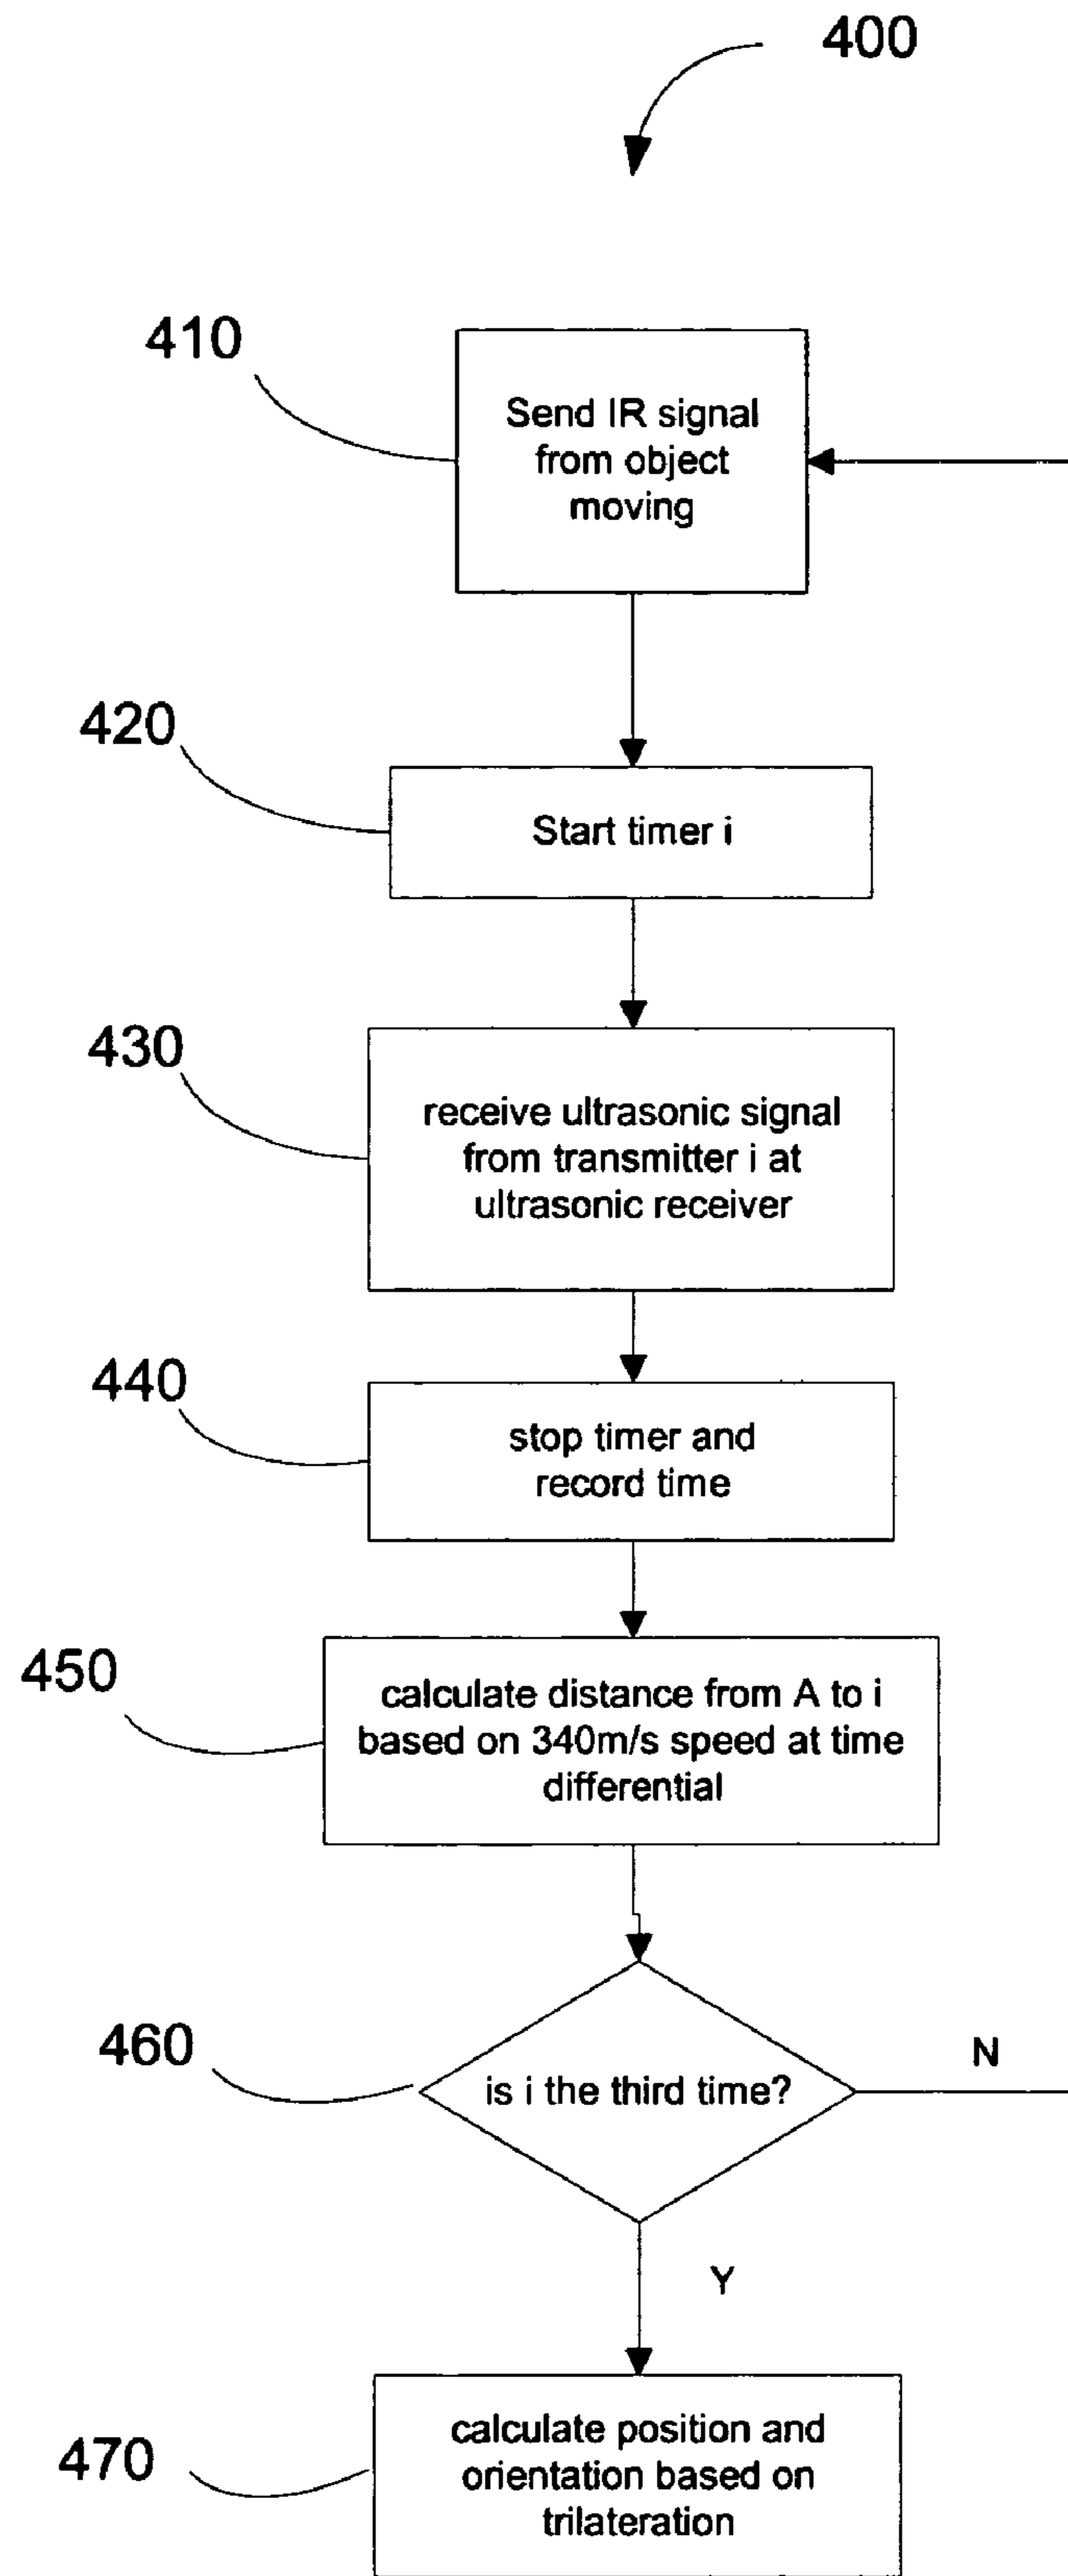 400
410
Send IR signal
from object
moving
420
Start timer i
430
receive ultrasonic signal
from transmitter i at
ultrasonic receiver
440
stop timer and
record time
450
calculate distance from A to i
based on 340m/s speed at time
differential
460
is i the third time?
N
Y
470
calculate position and
orientation based on
trilateration